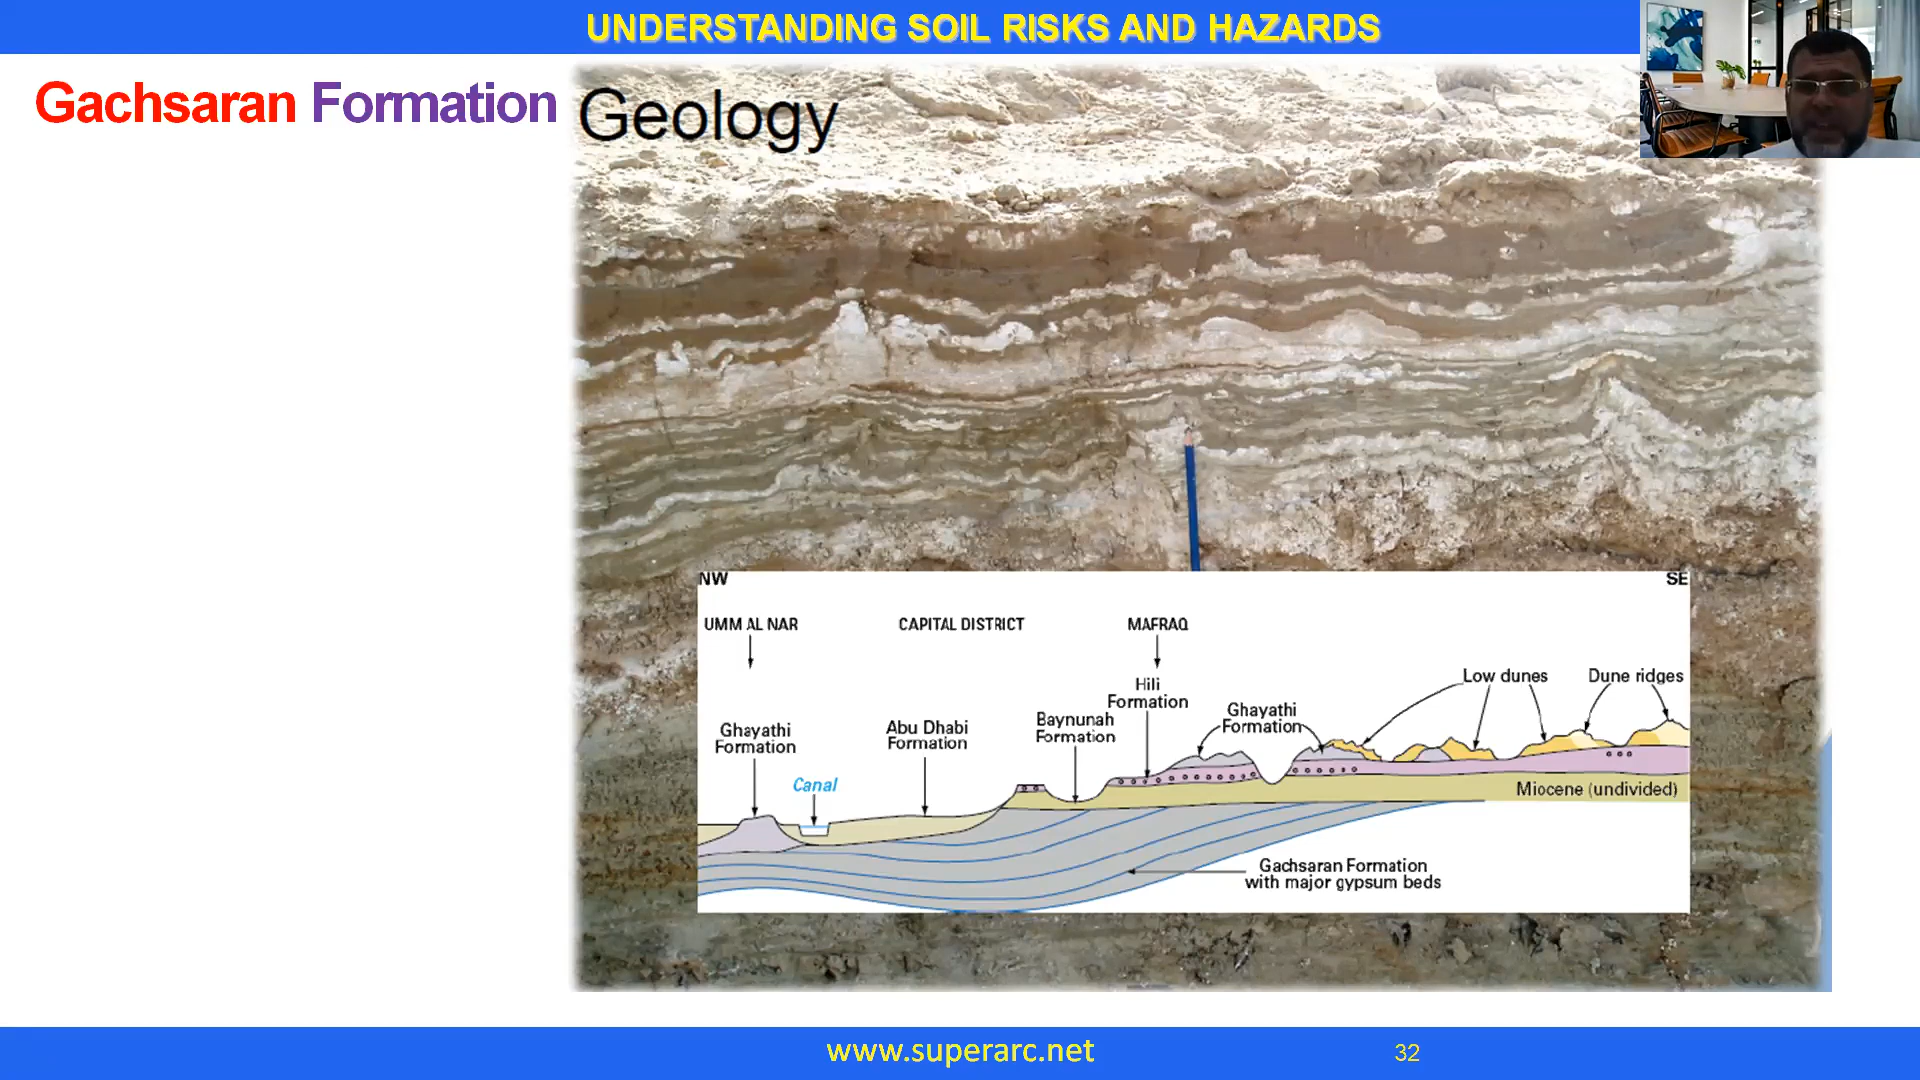 UNDERSTANDING SOIL RISKS AND HAZARDS
Gachsaran Formation
Geology
NW
SE
UMM AL NAR
CAPITAL DISTRICT
MAFRAQ
Hili
Formation
Low dunes
Dune ridges
Ghayathi
Formation
Baynunah
Formation
Abu Dhabi
Formation
Ghayathi
Formation
Canal
Miocene (undivided)
Gachsaran Formation
with major gypsum beds
www.superarc.net
32